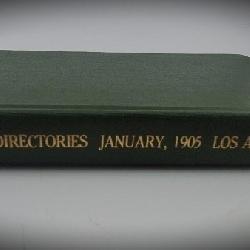 DIRECTORIES JANUARY, 1905 LOS A